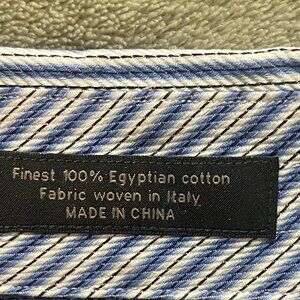 Finest 100% Egyptian cotton
Fabric woven in Italy
MADE IN CHINA